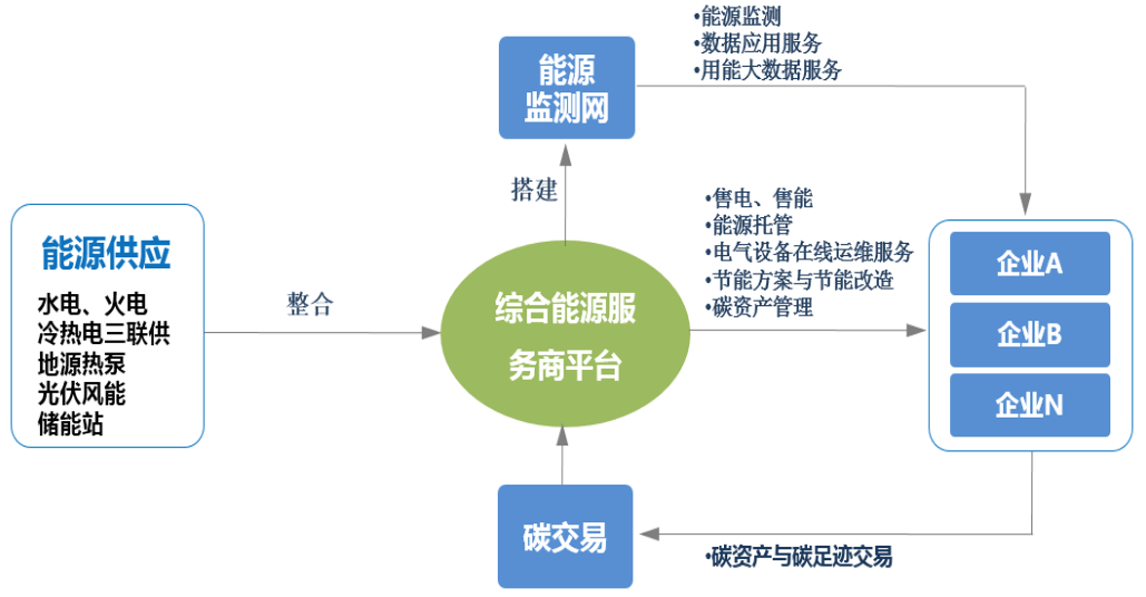 •能源监测
•数据应用服务
•用能大数据服务
能源
监测网
搭建
能源供应
水电、火电
冷热电三联供
地源热泵
光伏风能
储能站
整合
综合能源服
务商平台
•售电、售能
•能源托管
•电气设备在线运维服务
•节能方案与节能改造
•碳资产管理
企业A
企业B
企业N
碳交易
•碳资产与碳足迹交易